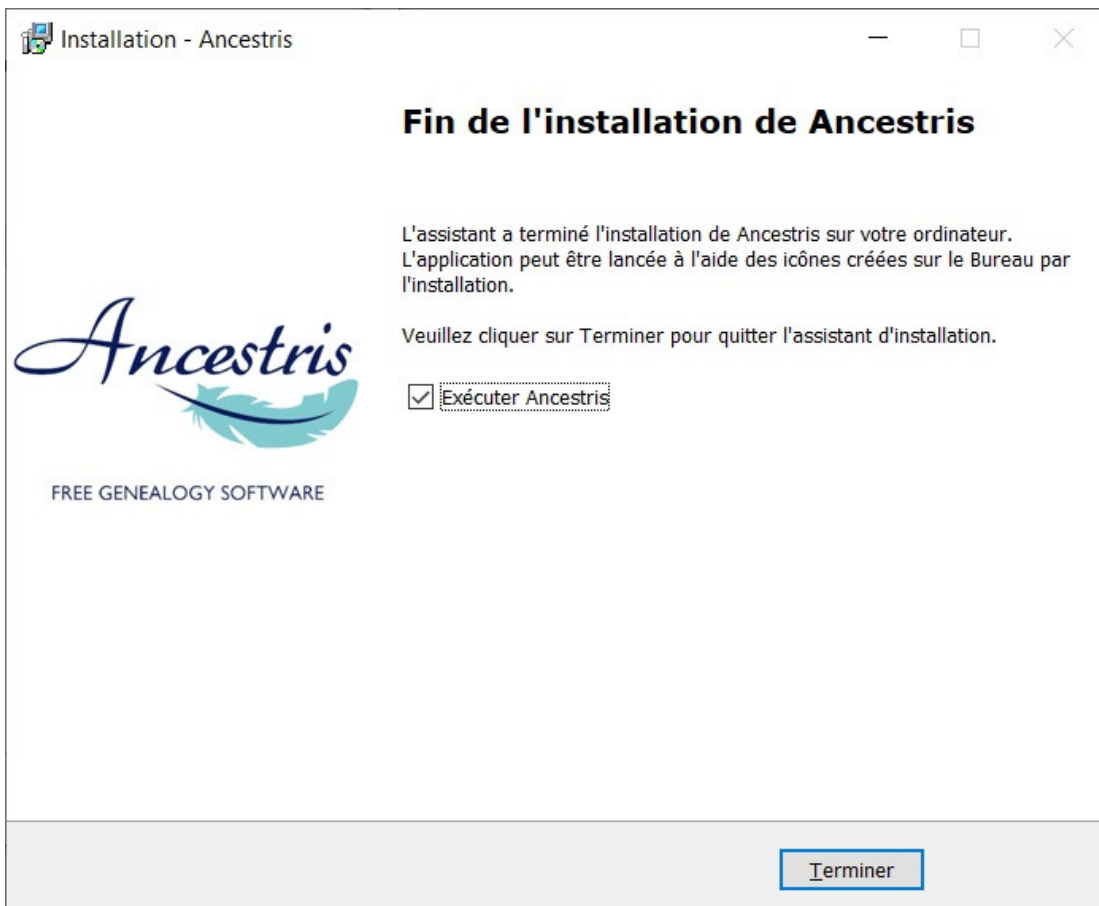 Installation - Ancestris
Fin de l'installation de Ancestris
L'assistant a terminé l'installation de Ancestris sur votre ordinateur.
L'application peut être lancée à l'aide des icônes créées sur le Bureau par
l'installation.
Veuillez cliquer sur Terminer pour quitter l'assistant d'installation.
Exécuter Ancestris
Ancestris
FREE GENEALOGY SOFTWARE
Terminer